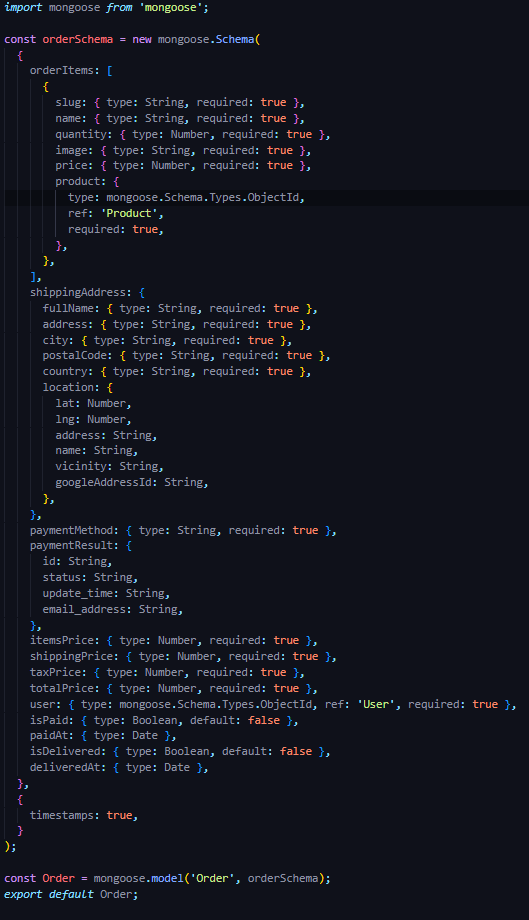 import mongoose from 'mongoose';

const orderSchema = new mongoose.Schema(
  {
    orderItems: [
      {
        slug: { type: String, required: true },
        name: { type: String, required: true },
        quantity: { type: Number, required: true },
        image: { type: String, required: true },
        price: { type: Number, required: true },
        product: {
          type: mongoose.Schema.Types.ObjectId,
          ref: 'Product',
          required: true,
        },
      },
    ],
    shippingAddress: {
      fullName: { type: String, required: true },
      address: { type: String, required: true },
      city: { type: String, required: true },
      postalCode: { type: String, required: true },
      country: { type: String, required: true },
      location: {
        lat: Number,
        lng: Number,
        address: String,
        name: String,
        vicinity: String,
        googleAddressId: String,
      },
    },
    paymentMethod: { type: String, required: true },
    paymentResult: {
      id: String,
      status: String,
      update_time: String,
      email_address: String,
    },
    itemsPrice: { type: Number, required: true },
    shippingPrice: { type: Number, required: true },
    taxPrice: { type: Number, required: true },
    totalPrice: { type: Number, required: true },
    user: { type: mongoose.Schema.Types.ObjectId, ref: 'User', required: true },
    isPaid: { type: Boolean, default: false },
    paidAt: { type: Date },
    isDelivered: { type: Boolean, default: false },
    deliveredAt: { type: Date },
  },
  {
    timestamps: true,
  }
);

const Order = mongoose.model('Order', orderSchema);
export default Order;